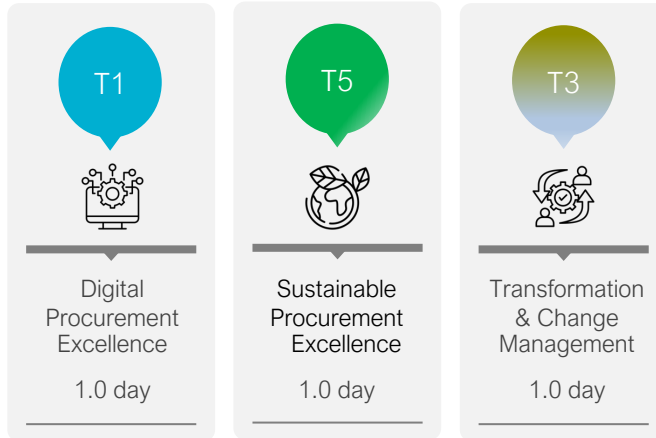 T1
Digital
Procurement
Excellence
1.0 day
T5
Sustainable
Procurement
Excellence
1.0 day
T3
Transformation
& Change
Management
1.0 day